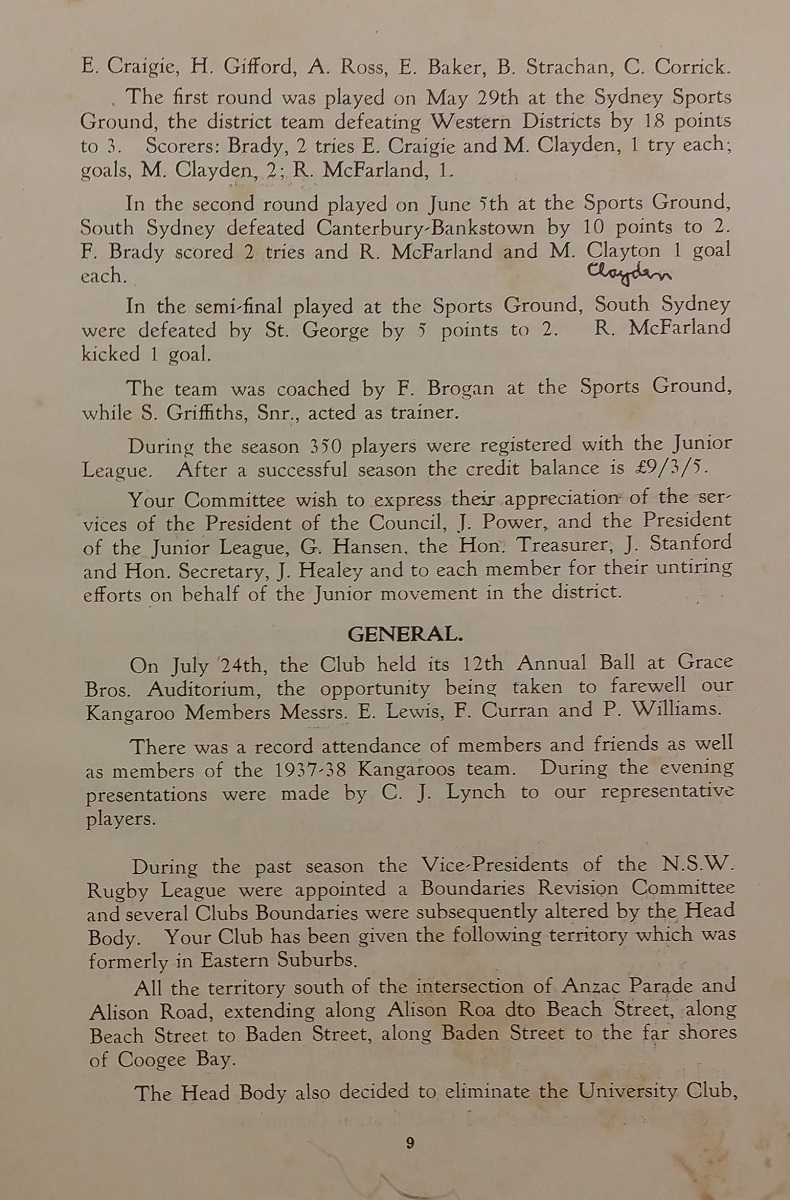 E. Craigie, H. Gifford, A. Ross, E. Baker, B. Strachan, C. Corrick.
The first round was played on May 29th at the Sydney Sports
Ground, the district team defeating Western Districts by 18 points
to 3. Scorers: Brady, 2 tries E. Craigie and M. Clayden, 1 try each;
goals, M. Clayden, 2; R. McFarland, 1.
In the second round played on June 5th at the Sports Ground,
South Sydney defeated Canterbury-Bankstown by 10 points to 2.
F. Brady scored 2 tries and R. McFarland and M. Clayton 1 goal
each.
Clayden
In the semi-final played at the Sports Ground, South Sydney
were defeated by St. George by 5 points to 2. R. McFarland
kicked 1 goal.
The team was coached by F. Brogan at the Sports Ground,
while S. Griffiths, Snr., acted as trainer.
During the season 350 players were registered with the Junior
League. After a successful season the credit balance is £9/3/5.
Your Committee wish to express their appreciation of the ser-
vices of the President of the Council, J. Power, and the President
of the Junior League, G. Hansen, the Hon. Treasurer, J. Stanford
and Hon. Secretary, J. Healey and to each member for their untiring
efforts on behalf of the Junior movement in the district.
GENERAL.
On July 24th, the Club held its 12th Annual Ball at Grace
Bros. Auditorium, the opportunity being taken to farewell our
Kangaroo Members Messrs. E. Lewis, F. Curran and P. Williams.
There was a record attendance of members and friends as well
as members of the 1937-38 Kangaroos team. During the evening
presentations were made by C. J. Lynch to our representative
players.
During the past season the Vice-Presidents of the N.S.W.
Rugby League were appointed a Boundaries Revision Committee
and several Clubs Boundaries were subsequently altered by the Head
Body. Your Club has been given the following territory which was
formerly in Eastern Suburbs.
All the territory south of the intersection of Anzac Parade and
Alison Road, extending along Alison Roa dto Beach Street, along
Beach Street to Baden Street, along Baden Street to the far shores
of Coogee Bay.
The Head Body also decided to eliminate the University Club,
9